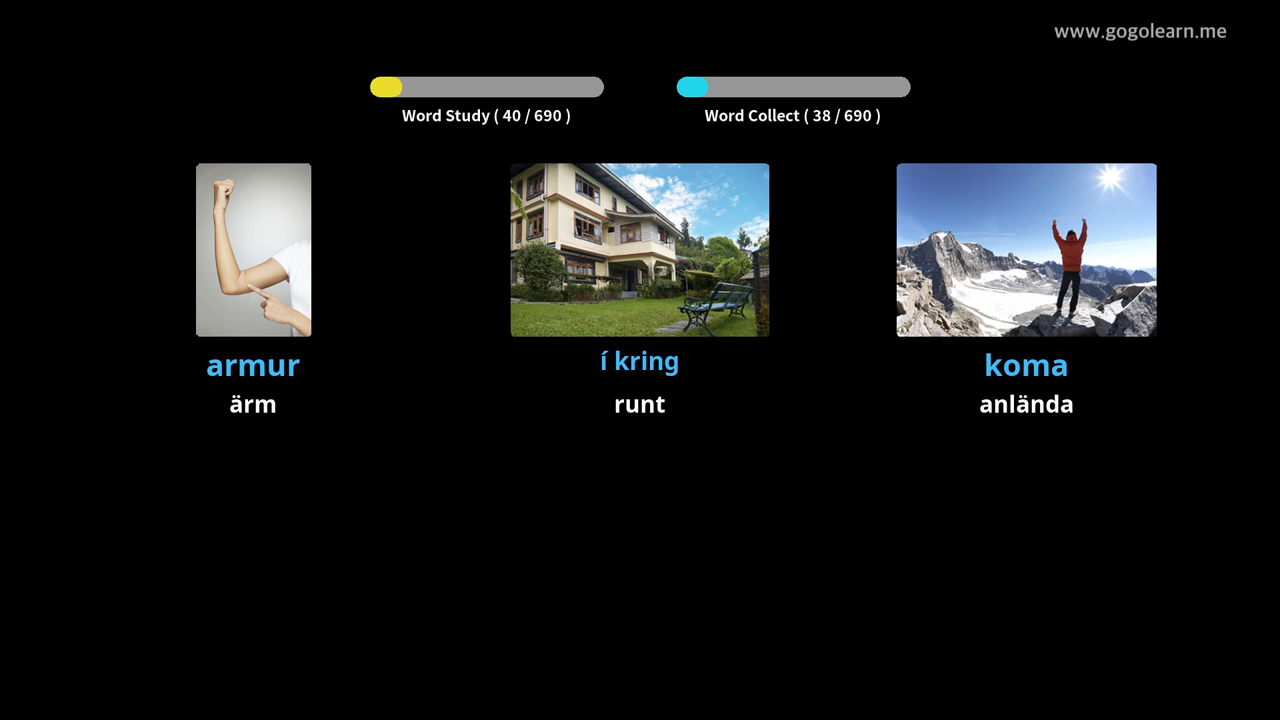 www.gogolearn.me
Word Study ( 40 / 690 )
Word Collect ( 38 / 690 )
armur
í kring
koma
ärm
runt
anlända